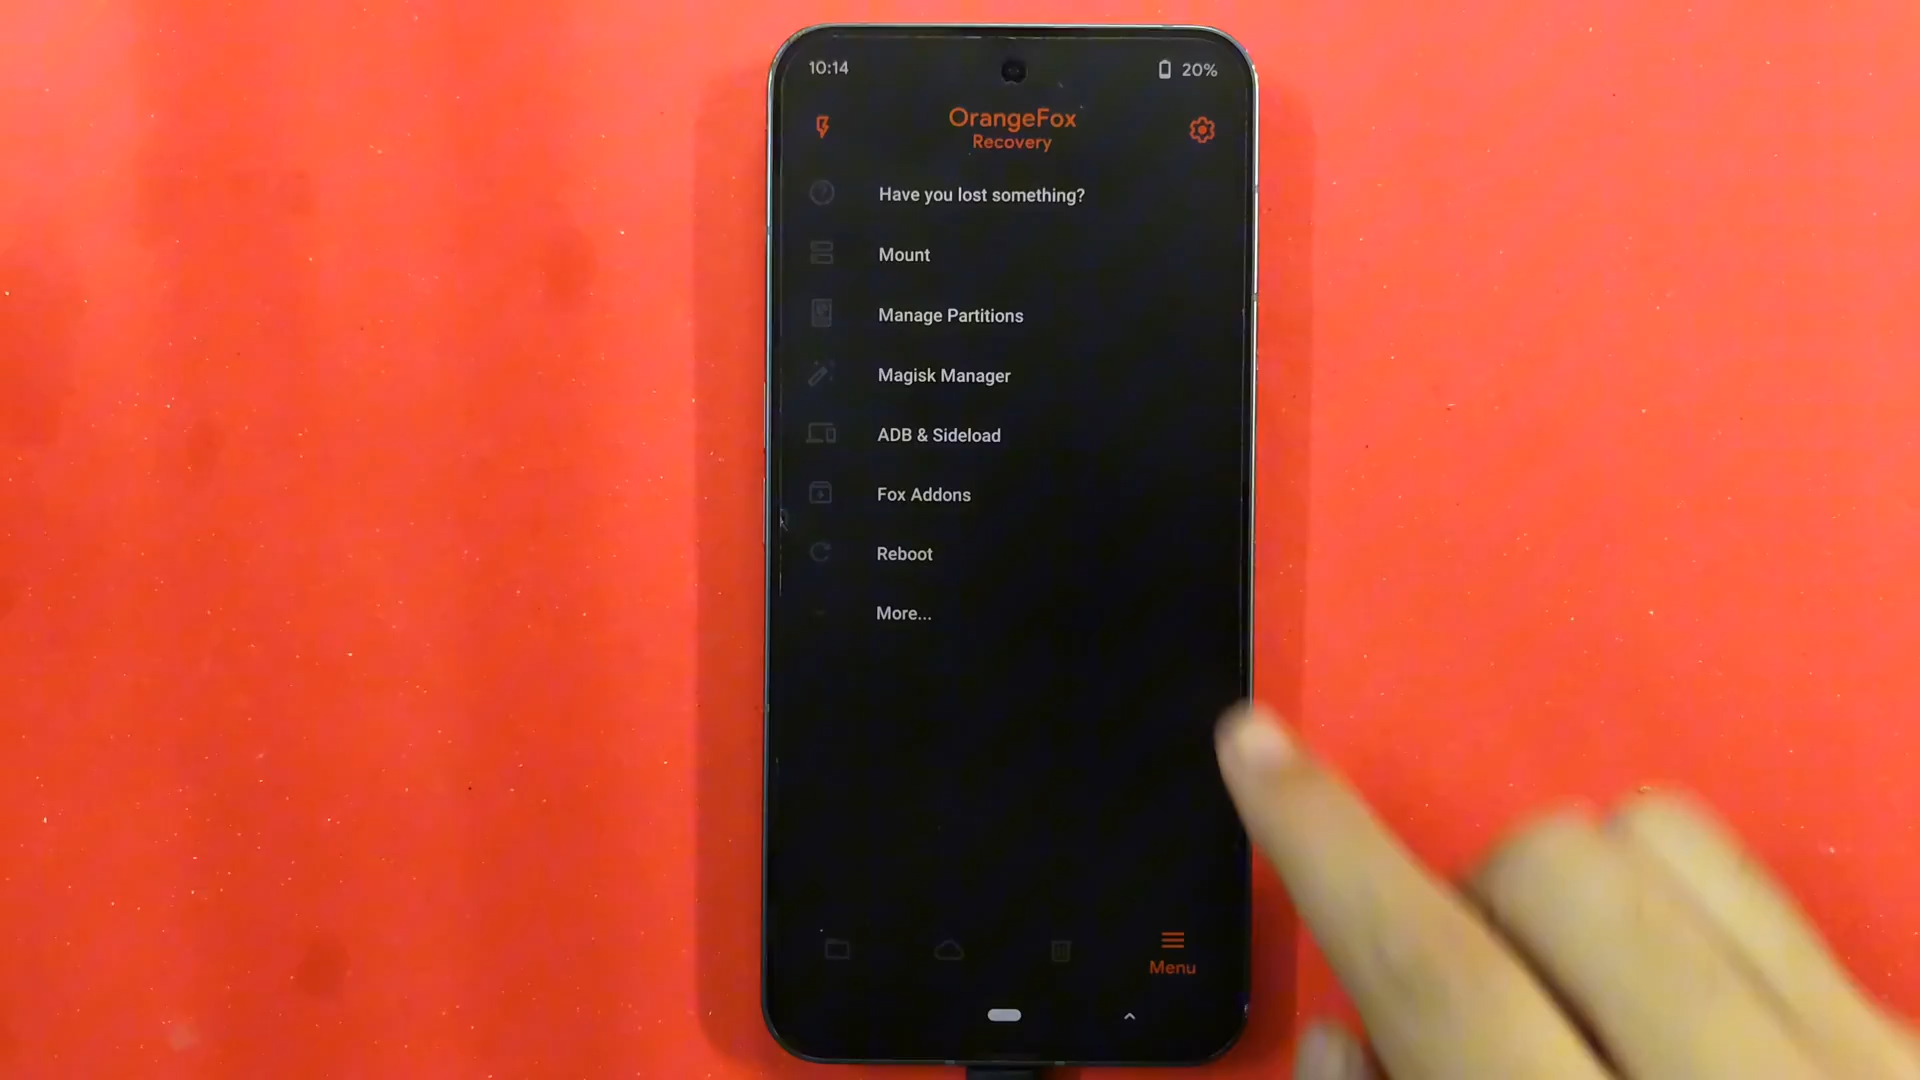 10:14
20%
OrangeFox
Recovery
Have you lost something?
Mount
Manage Partitions
Magisk Manager
ADB & Sideload
Fox Addons
Reboot
More...
Menu